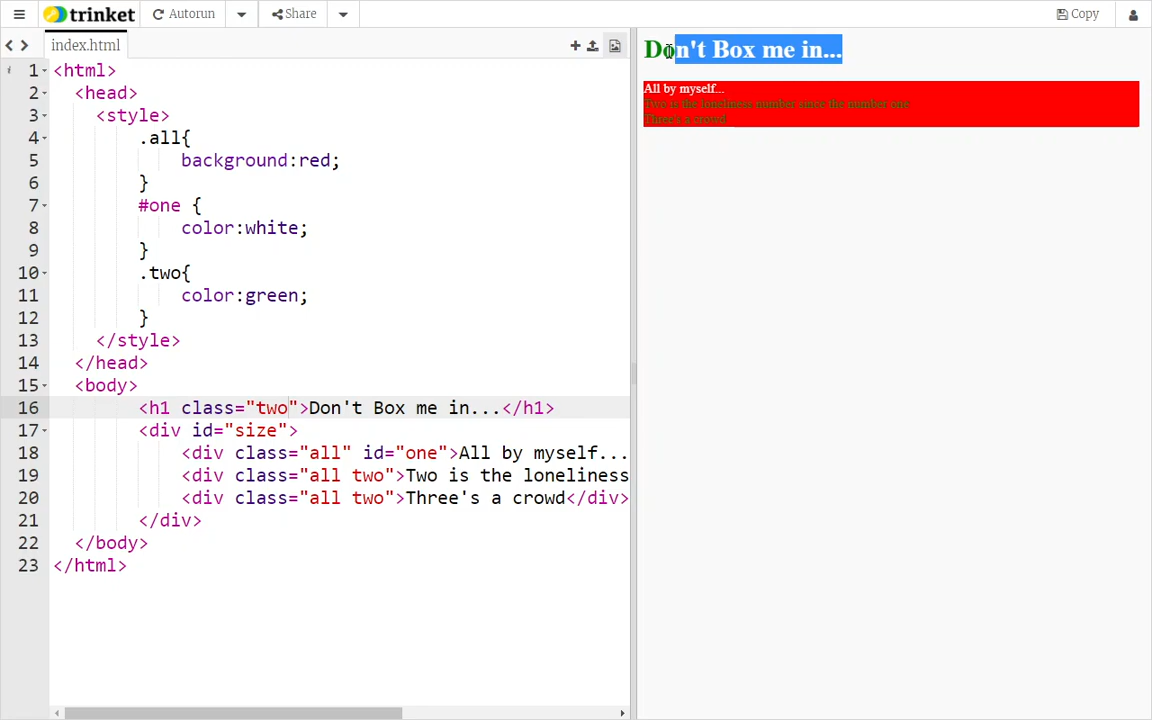 trinket Autorun Share Copy
index.html
1 <html>
2 <head>
3 <style>
4 .all{
5 background:red;
6 }
7 #one {
8 color:white;
9 }
10 .two{
11 color:green;
12 }
13 </style>
14 </head>
15 <body>
16 <h1 class="two">Don't Box me in...</h1>
17 <div id="size">
18 <div class="all" id="one">All by myself...
19 <div class="all two">Two is the loneliness
20 <div class="all two">Three's a crowd</div>
21 </div>
22 </body>
23 </html>
Don't Box me in...
All by myself...
Two is the loneliness number since the number one
Three's a crowd